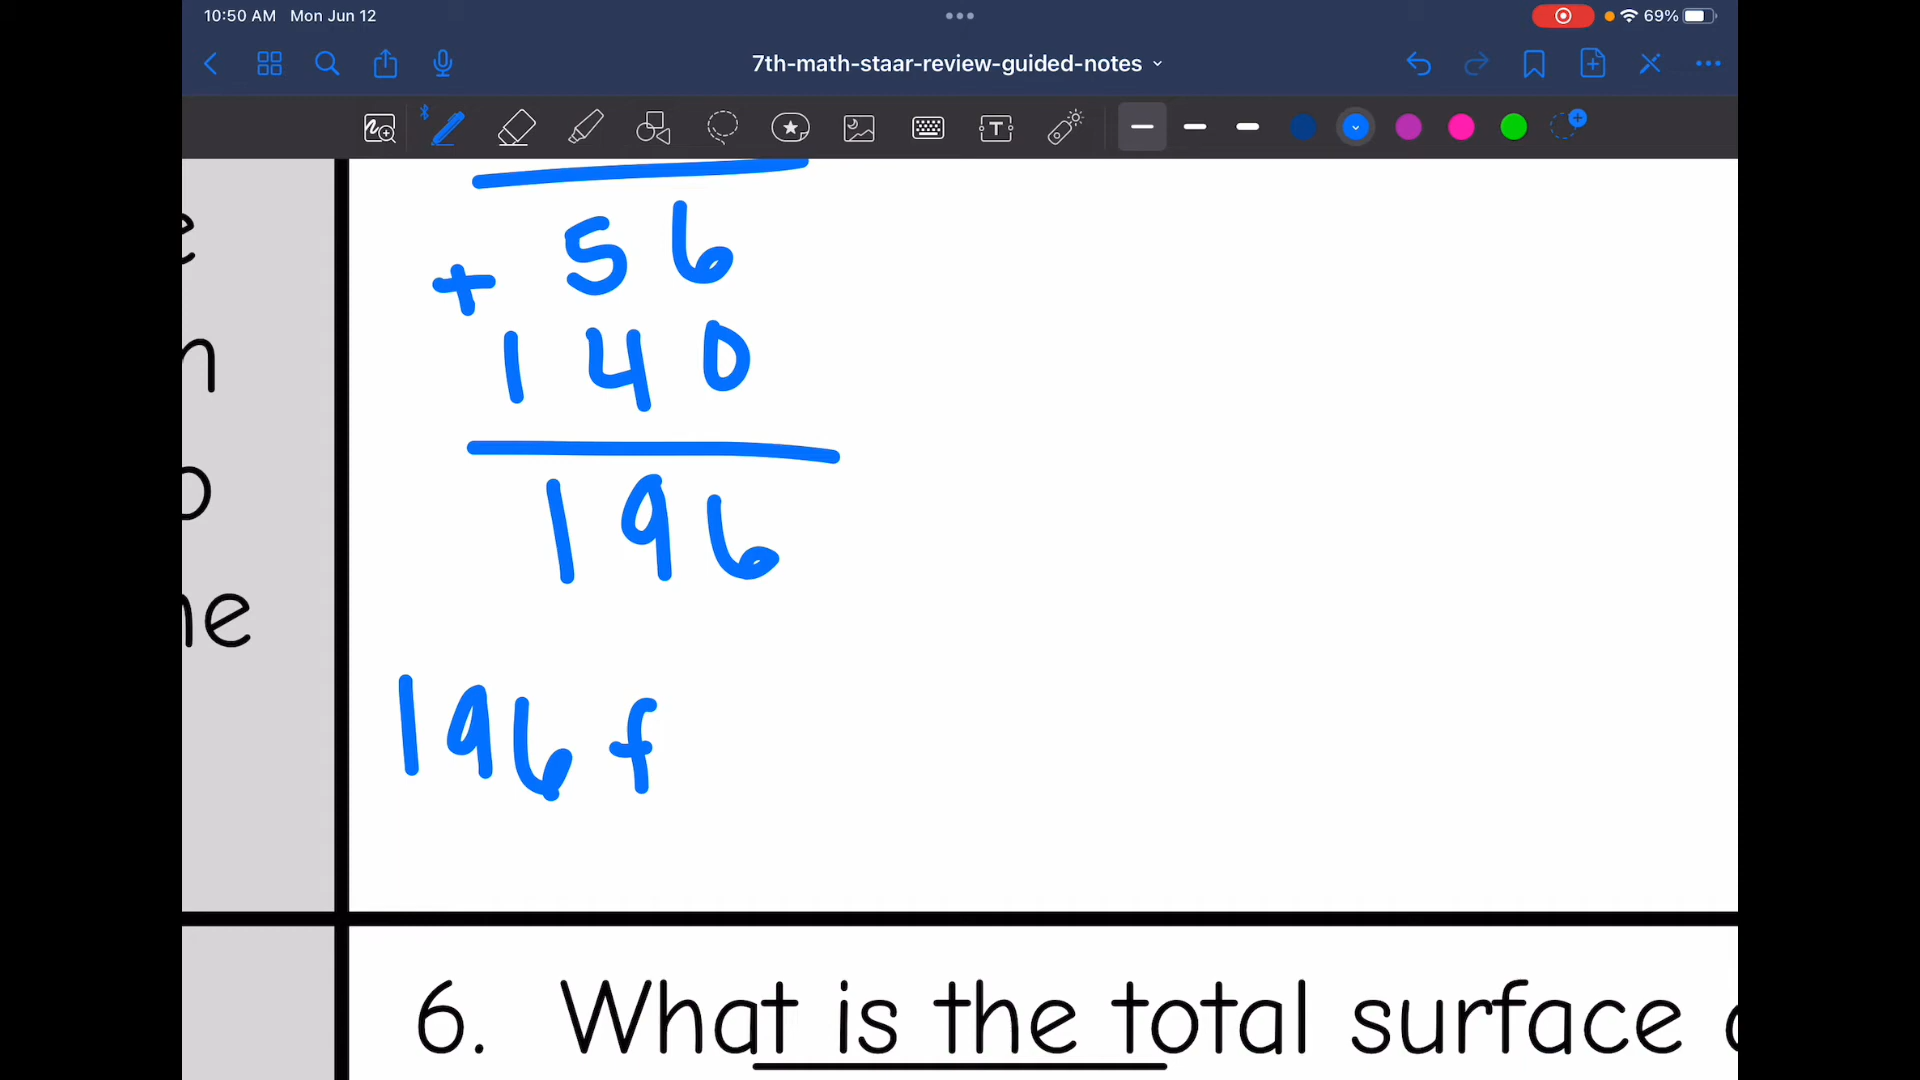 10:50 AM Mon Jun 12
69%
7th-math-staar-review-guided-notes
T
e
n
o
ne
56
+
140
196
196 f
6. What is the total surface